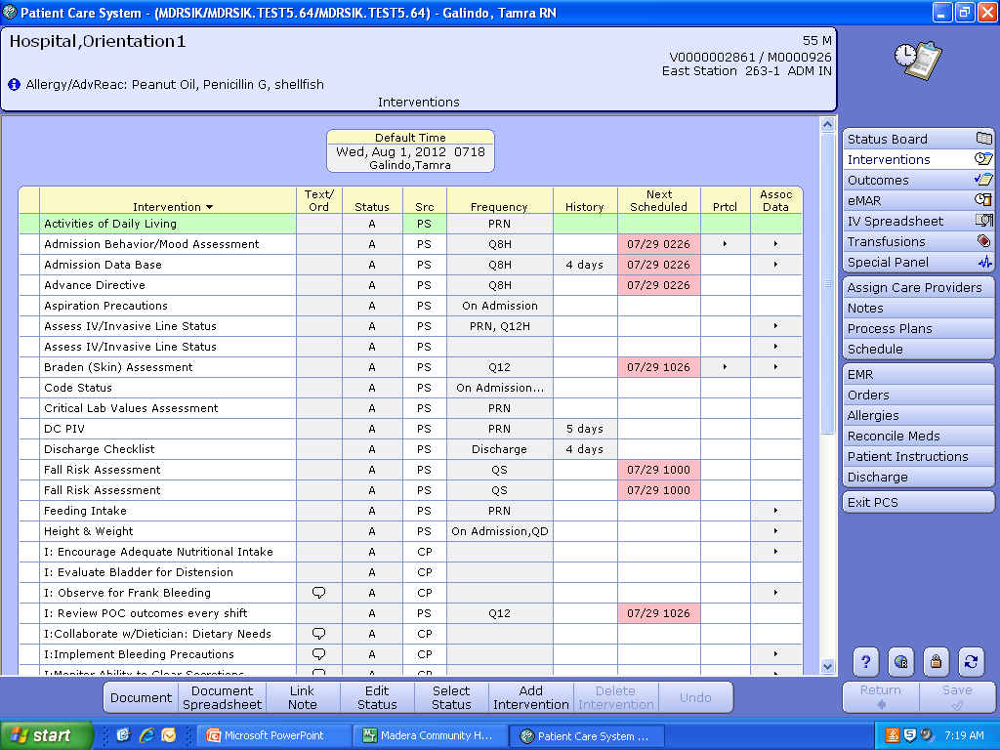 Patient Care System - (MDRSIK/MDRSIK.TEST5.64/MDRSIK.TEST5.64) - Galindo, Tamra RN
Hospital,Orientation1
55 M
V0000002861 / M0000926
East Station 263-1 ADM IN
Allergy/AdvReac: Peanut Oil, Penicillin G, shellfish
Interventions
Default Time
Wed, Aug 1, 2012 0718
Galindo,Tamra
Intervention Text/ Ord Status Src Frequency History Next Scheduled Prtcl Assoc Data
Activities of Daily Living A PS PRN
Admission Behavior/Mood Assessment A PS Q8H 07/29 0226
Admission Data Base A PS Q8H 4 days 07/29 0226
Advance Directive A PS Q8H 07/29 0226
Aspiration Precautions A PS On Admission
Assess IV/Invasive Line Status A PS PRN, Q12H
Assess IV/Invasive Line Status A PS
Braden (Skin) Assessment A PS Q12 07/29 1026
Code Status A PS On Admission...
Critical Lab Values Assessment A PS PRN
DC PIV A PS PRN 5 days
Discharge Checklist A PS Discharge 4 days
Fall Risk Assessment A PS QS 07/29 1000
Fall Risk Assessment A PS QS 07/29 1000
Feeding Intake A PS PRN
Height & Weight A PS On Admission,QD
I: Encourage Adequate Nutritional Intake A CP
I: Evaluate Bladder for Distension A CP
I: Observe for Frank Bleeding A CP
I: Review POC outcomes every shift A PS Q12 07/29 1026
I:Collaborate w/Dietician: Dietary Needs A CP
I:Implement Bleeding Precautions A CP
I:Monitor Ability to Clear Secretions A CP
Status Board
Interventions
Outcomes
eMAR
IV Spreadsheet
Transfusions
Special Panel
Assign Care Providers
Notes
Process Plans
Schedule
EMR
Orders
Allergies
Reconcile Meds
Patient Instructions
Discharge
Exit PCS
?
Return Save
Document Document Spreadsheet Link Note Edit Status Select Status Add Intervention Delete Intervention Undo
start Microsoft PowerPoint Madera Community H... Patient Care System ... 7:19 AM